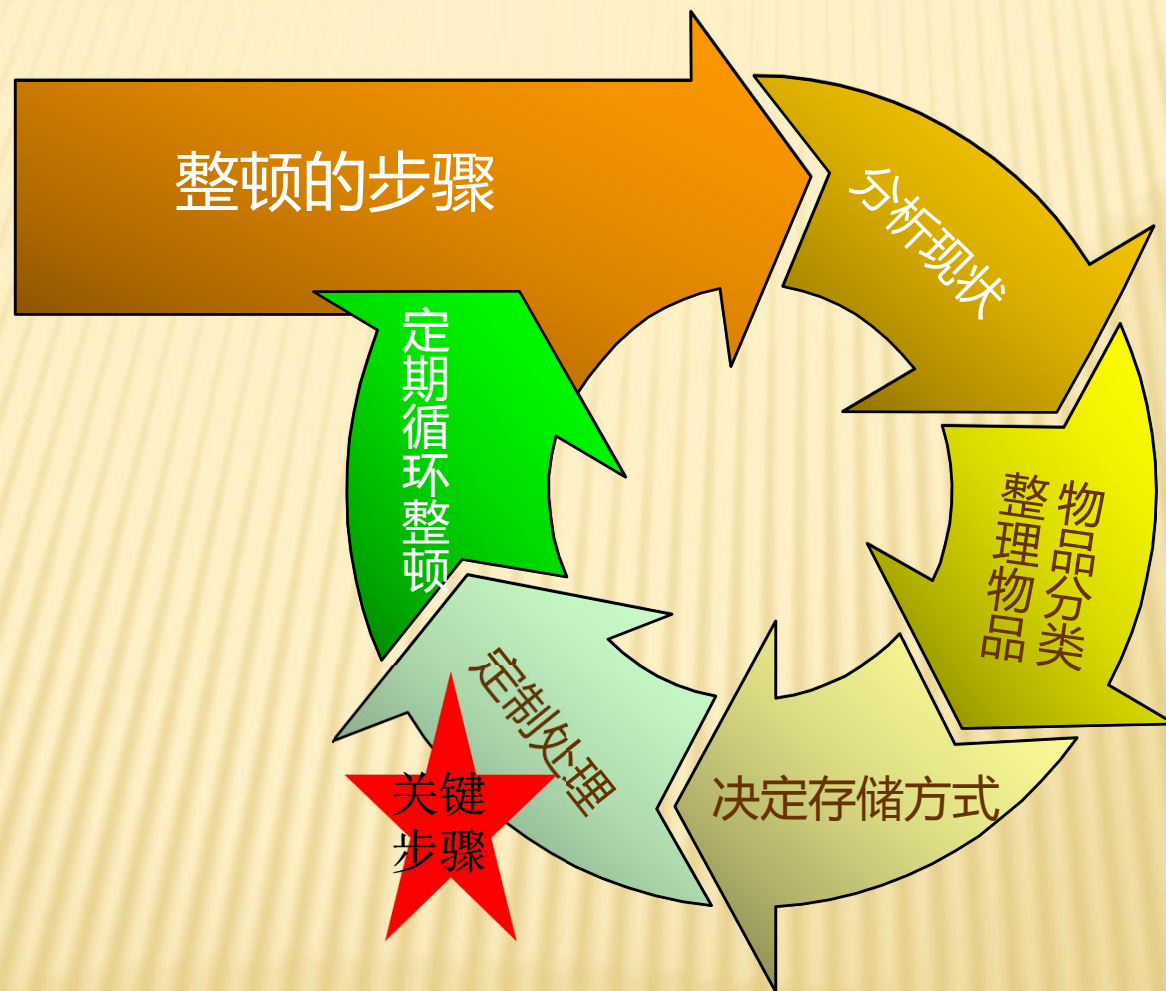 整顿的步骤
分析现状
物品分类
整理物品
决定存储方式
定制处理
关键
步骤
定期循环整顿